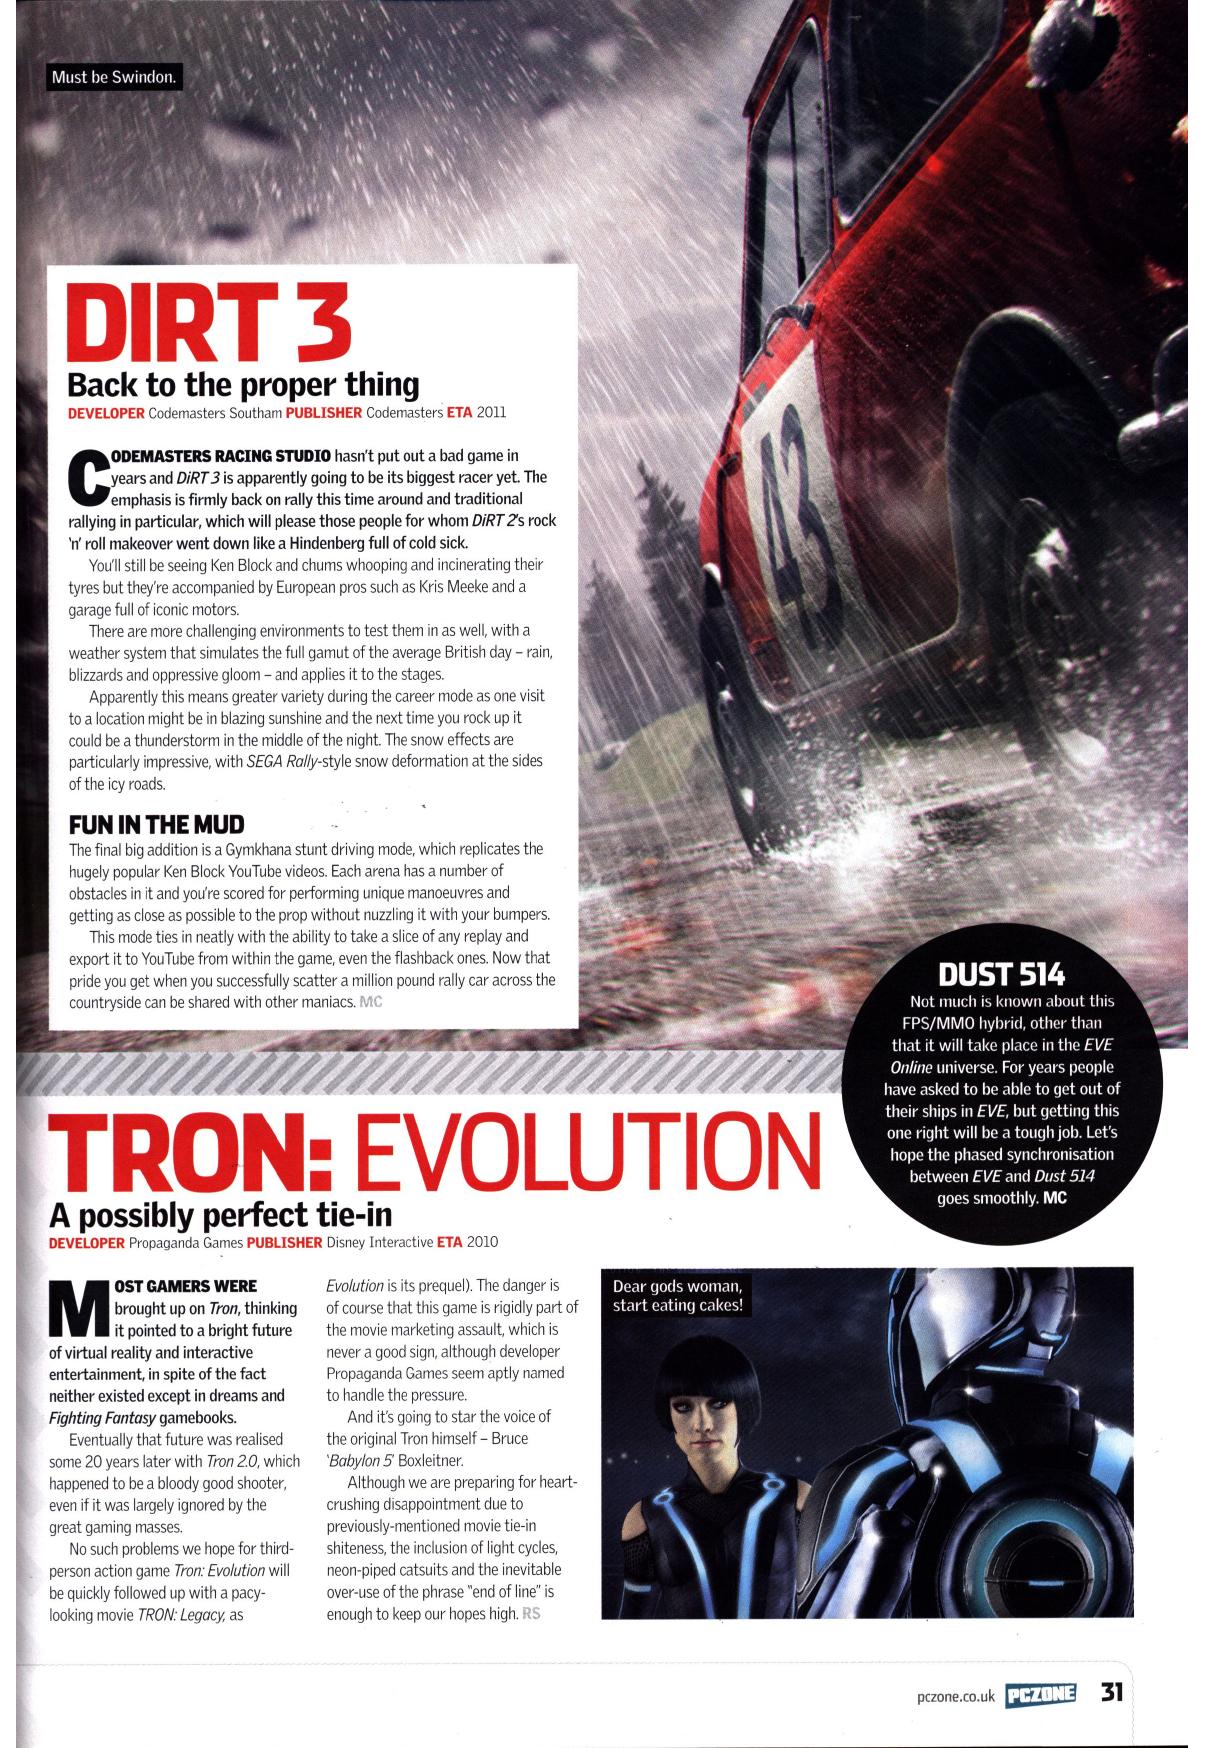 Must be Swindon.
DIRT 3
Back to the proper thing
DEVELOPER Codemasters Southam PUBLISHER Codemasters ETA 2011
CODEMASTERS RACING STUDIO hasn't put out a bad game in
years and DiRT 3 is apparently going to be its biggest racer yet. The
emphasis is firmly back on rally this time around and traditional
rallying in particular, which will please those people for whom DiRT 2's rock
'n' roll makeover went down like a Hindenberg full of cold sick.
You'll still be seeing Ken Block and chums whooping and incinerating their
tyres but they're accompanied by European pros such as Kris Meeke and a
garage full of iconic motors.
There are more challenging environments to test them in as well, with a
weather system that simulates the full gamut of the average British day – rain,
blizzards and oppressive gloom – and applies it to the stages.
Apparently this means greater variety during the career mode as one visit
to a location might be in blazing sunshine and the next time you rock up it
could be a thunderstorm in the middle of the night. The snow effects are
particularly impressive, with SEGA Rally-style snow deformation at the sides
of the icy roads.
FUN IN THE MUD
The final big addition is a Gymkhana stunt driving mode, which replicates the
hugely popular Ken Block YouTube videos. Each arena has a number of
obstacles in it and you're scored for performing unique manoeuvres and
getting as close as possible to the prop without nuzzling it with your bumpers.
This mode ties in neatly with the ability to take a slice of any replay and
export it to YouTube from within the game, even the flashback ones. Now that
pride you get when you successfully scatter a million pound rally car across the
countryside can be shared with other maniacs. MC
43
DUST 514
Not much is known about this
FPS/MMO hybrid, other than
that it will take place in the EVE
Online universe. For years people
have asked to be able to get out of
their ships in EVE, but getting this
one right will be a tough job. Let's
hope the phased synchronisation
between EVE and Dust 514
goes smoothly. MC
TRON: EVOLUTION
A possibly perfect tie-in
DEVELOPER Propaganda Games PUBLISHER Disney Interactive ETA 2010
MOST GAMERS WERE
brought up on Tron, thinking
it pointed to a bright future
of virtual reality and interactive
entertainment, in spite of the fact
neither existed except in dreams and
Fighting Fantasy gamebooks.
Eventually that future was realised
some 20 years later with Tron 2.0, which
happened to be a bloody good shooter,
even if it was largely ignored by the
great gaming masses.
No such problems we hope for third-
person action game Tron: Evolution will
be quickly followed up with a pacy-
looking movie TRON: Legacy, as
Evolution is its prequel). The danger is
of course that this game is rigidly part of
the movie marketing assault, which is
never a good sign, although developer
Propaganda Games seem aptly named
to handle the pressure.
And it's going to star the voice of
the original Tron himself – Bruce
'Babylon 5' Boxleitner.
Although we are preparing for heart-
crushing disappointment due to
previously-mentioned movie tie-in
shiteness, the inclusion of light cycles,
neon-piped catsuits and the inevitable
over-use of the phrase "end of line" is
enough to keep our hopes high. RS
Dear gods woman,
start eating cakes!
pczone.co.uk PCZONE 31